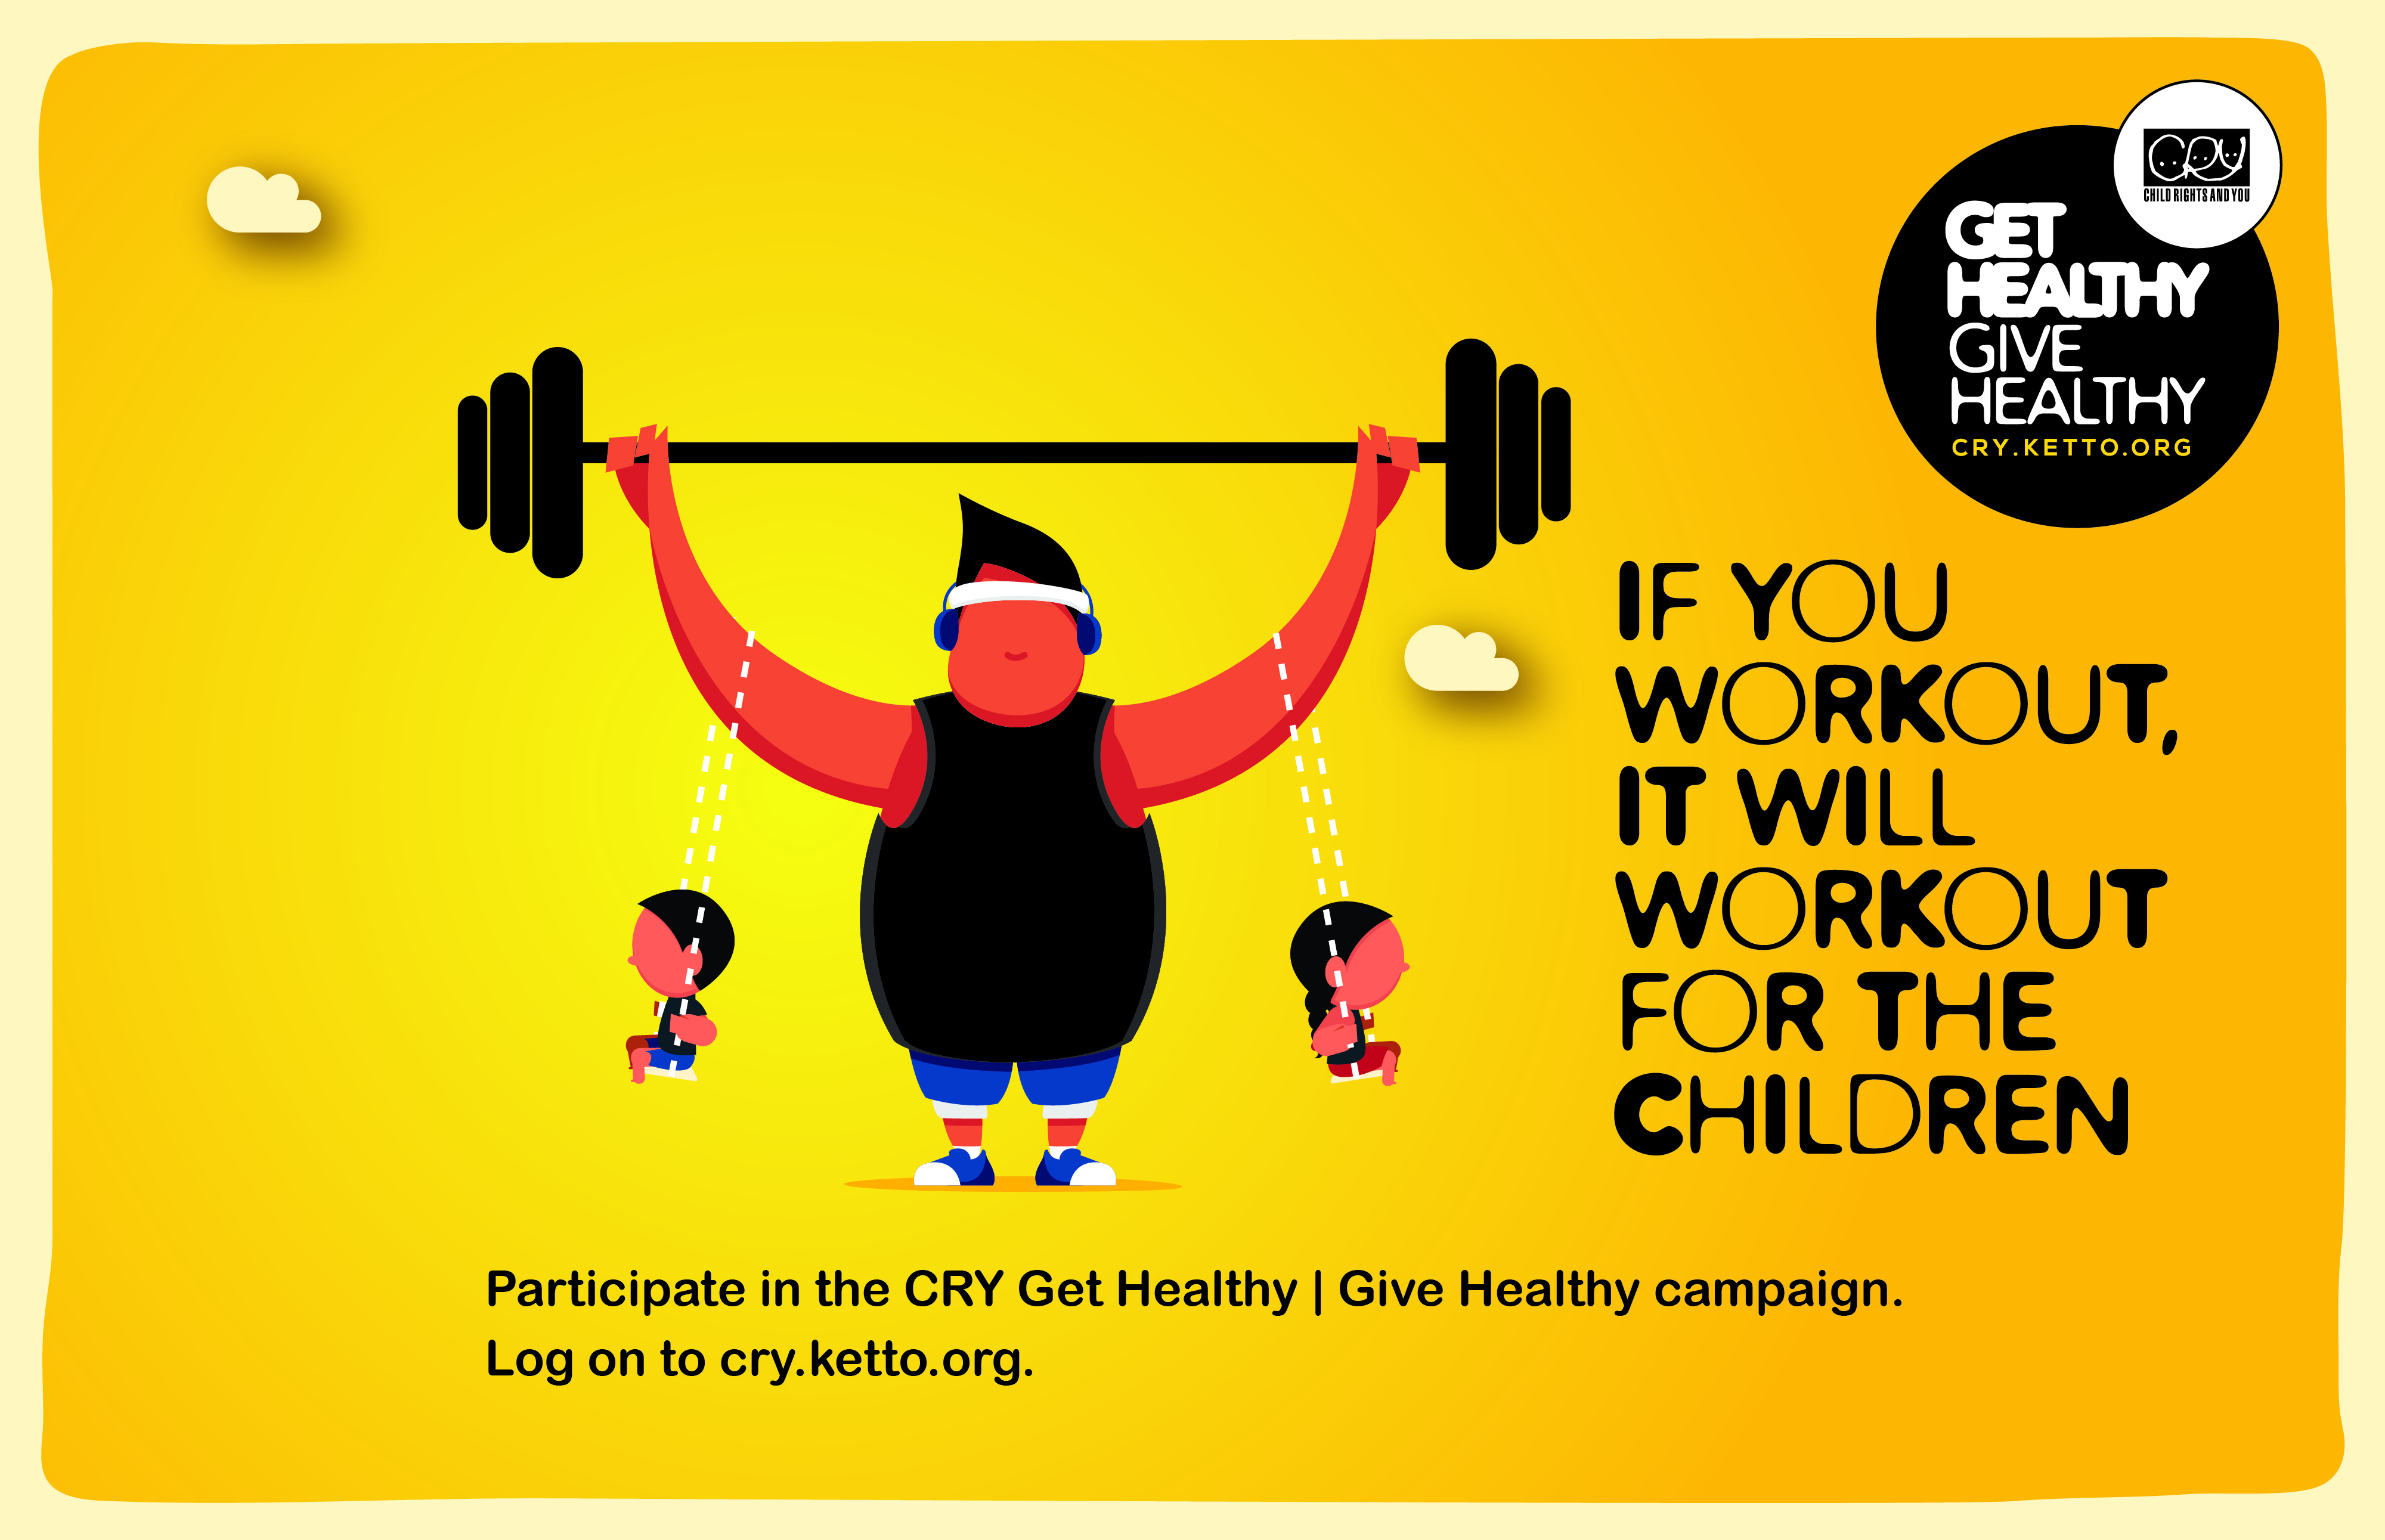 CRY
CHILD RIGHTS AND YOU
GET
HEALTHY
GIVE
HEALTHY
CRY.KETTO.ORG
IF YOU
WORKOUT,
IT WILL
WORKOUT
FOR THE
CHILDREN
Participate in the CRY Get Healthy | Give Healthy campaign.
Log on to cry.ketto.org.